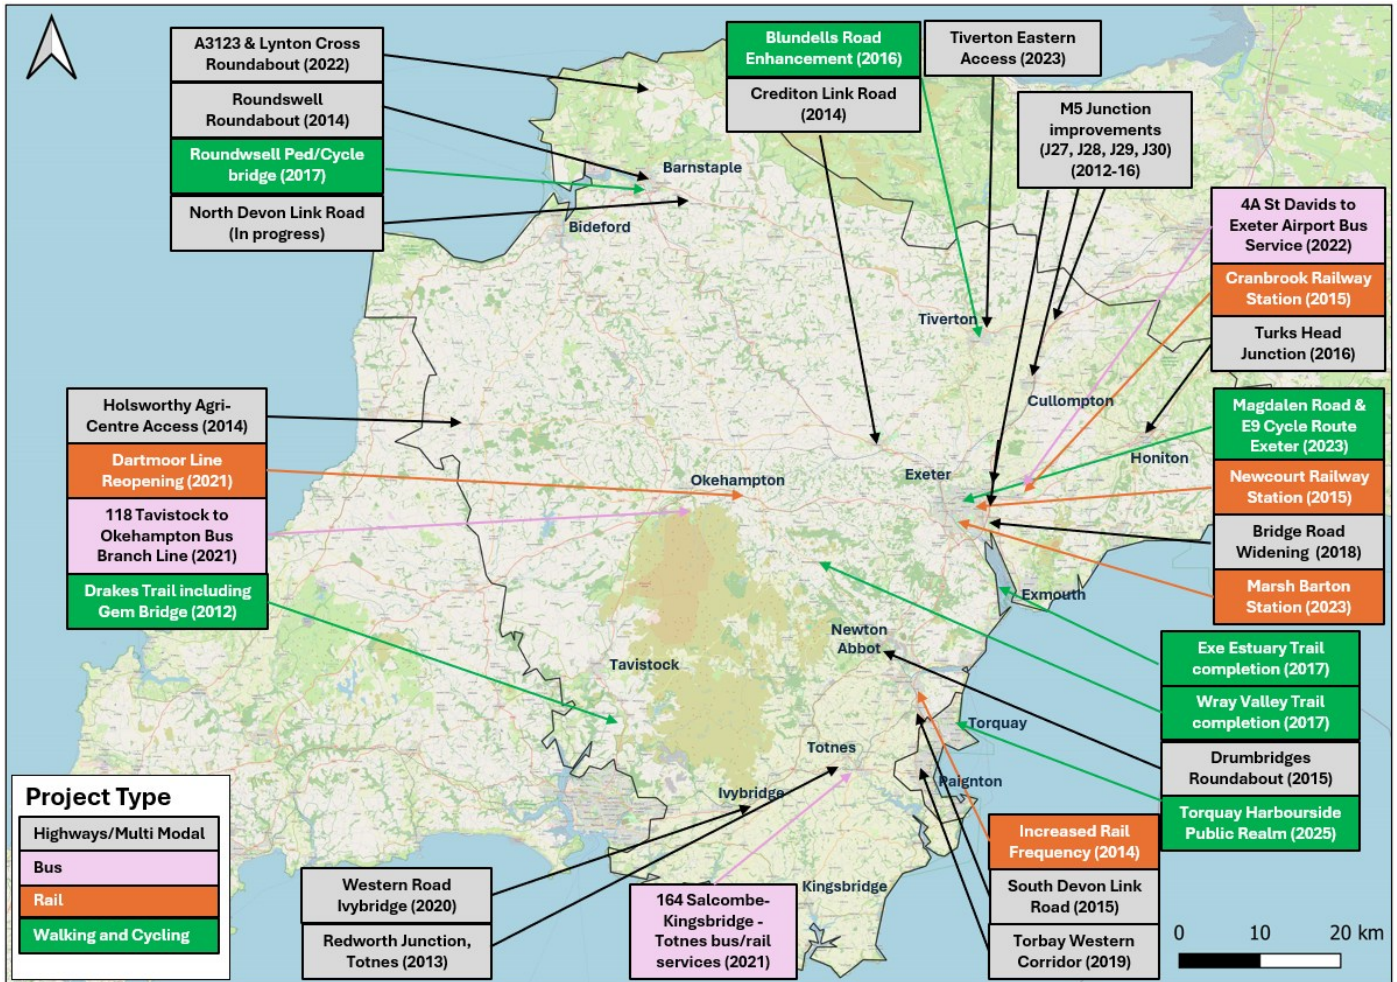 A3123 & Lynton Cross
Roundabout (2022)
Roundswell
Roundabout (2014)
Roundwsell Ped/Cycle
bridge (2017)
North Devon Link Road
(In progress)
Blundells Road
Enhancement (2016)
Crediton Link Road
(2014)
Tiverton Eastern
Access (2023)
M5 Junction
improvements
(J27, J28, J29, J30)
(2012-16)
4A St Davids to
Exeter Airport Bus
Service (2022)
Cranbrook Railway
Station (2015)
Turks Head
Junction (2016)
Magdalen Road &
E9 Cycle Route
Exeter (2023)
Newcourt Railway
Station (2015)
Bridge Road
Widening (2018)
Marsh Barton
Station (2023)
Exe Estuary Trail
completion (2017)
Wray Valley Trail
completion (2017)
Drumbridges
Roundabout (2015)
Torquay Harbourside
Public Realm (2025)
Holsworthy Agri-
Centre Access (2014)
Dartmoor Line
Reopening (2021)
118 Tavistock to
Okehampton Bus
Branch Line (2021)
Drakes Trail including
Gem Bridge (2012)
Barnstaple
Bideford
Tiverton
Cullompton
Honiton
Exeter
Okehampton
Exmouth
Newton
Abbot
Tavistock
Torquay
Totnes
Paignton
Ivybridge
Kingsbridge
Project Type
Highways/Multi Modal
Bus
Rail
Walking and Cycling
Western Road
Ivybridge (2020)
Redworth Junction,
Totnes (2013)
164 Salcombe-
Kingsbridge -
Totnes bus/rail
services (2021)
Increased Rail
Frequency (2014)
South Devon Link
Road (2015)
Torbay Western
Corridor (2019)
0 10 20 km